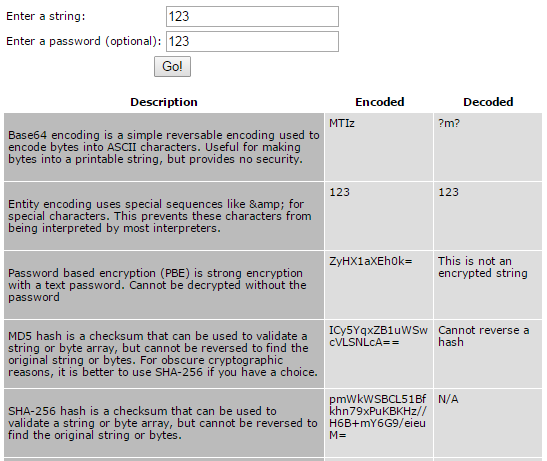 Enter a string: 123
Enter a password (optional): 123
Go!
Description Encoded Decoded
Base64 encoding is a simple reversable encoding used to
encode bytes into ASCII characters. Useful for making
bytes into a printable string, but provides no security.
MTIz
?m?
Entity encoding uses special sequences like &amp; for
special characters. This prevents these characters from
being interpreted by most interpreters.
123
123
Password based encryption (PBE) is strong encryption
with a text password. Cannot be decrypted without the
password
ZyHX1aXEh0k=
This is not an
encrypted string
MD5 hash is a checksum that can be used to validate a
string or byte array, but cannot be reversed to find the
original string or bytes. For obscure cryptographic
reasons, it is better to use SHA-256 if you have a choice.
ICy5YqxZB1uWSw
cVLSNLcA==
Cannot reverse a
hash
SHA-256 hash is a checksum that can be used to
validate a string or byte array, but cannot be reversed to
find the original string or bytes.
pmWkWSBCL51Bf
khn79xPuKBKHz//
H6B+mY6G9/eieu
M=
N/A